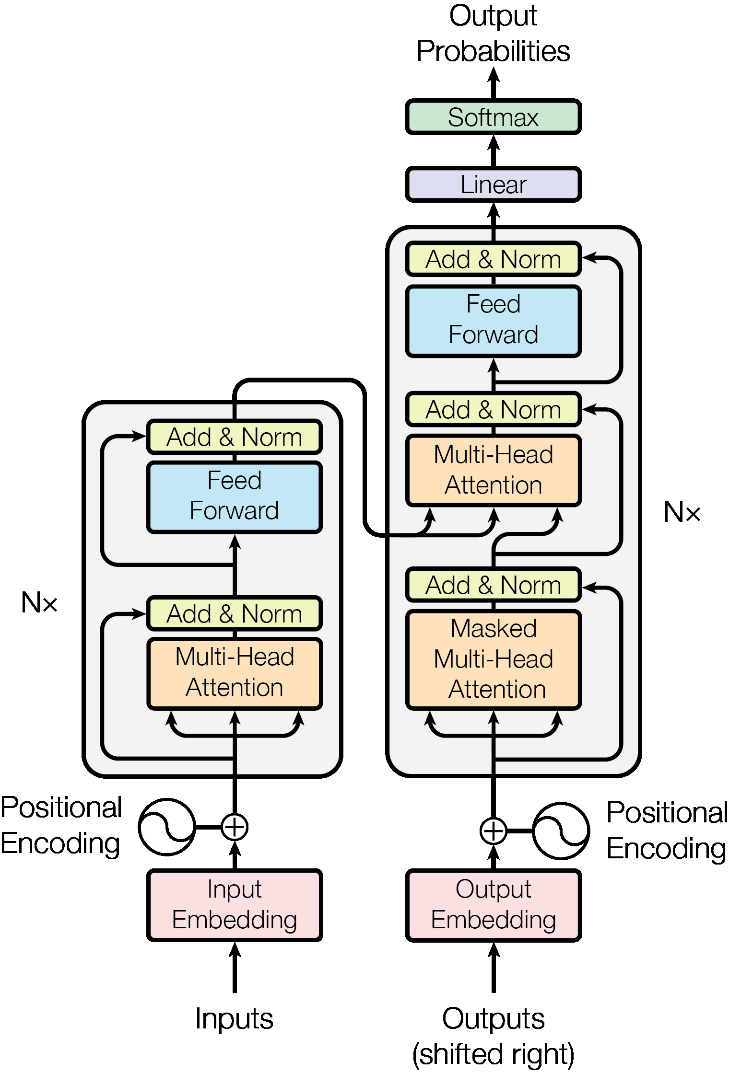 Output
Probabilities
Softmax
Linear
Add & Norm
Feed
Forward
Add & Norm
Multi-Head
Attention
Add & Norm
Masked
Multi-Head
Attention
N×
Add & Norm
Feed
Forward
Add & Norm
Multi-Head
Attention
N×
Positional
Encoding
Positional
Encoding
Input
Embedding
Output
Embedding
Inputs
Outputs
(shifted right)